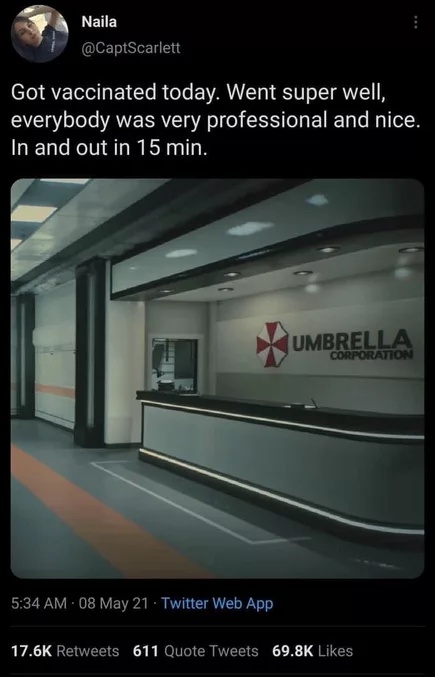 Naila
@CaptScarlett
Got vaccinated today. Went super well,
everybody was very professional and nice.
In and out in 15 min.
UMBRELLA
CORPORATION
5:34 AM · 08 May 21 · Twitter Web App
17.6K Retweets 611 Quote Tweets 69.8K Likes